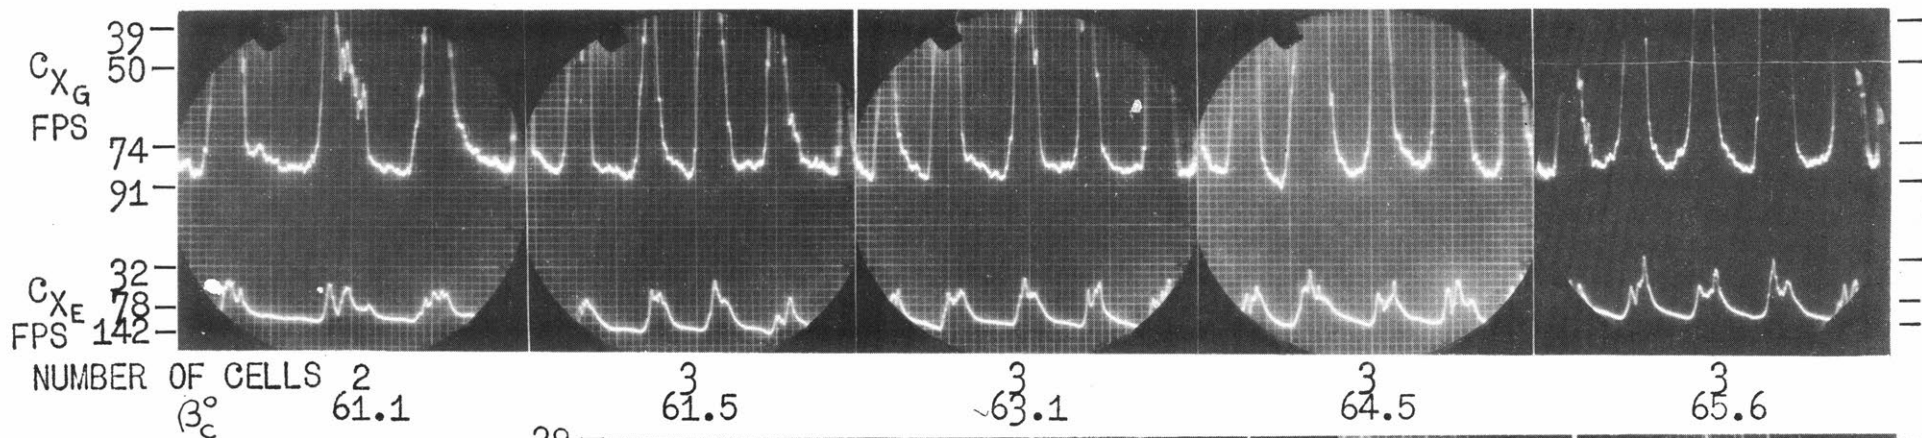 39
C_XG 50
FPS
74
91
32
C_XE 78
FPS 142
NUMBER OF CELLS 2 3 3 3 3
β°c 61.1 61.5 63.1 64.5 65.6